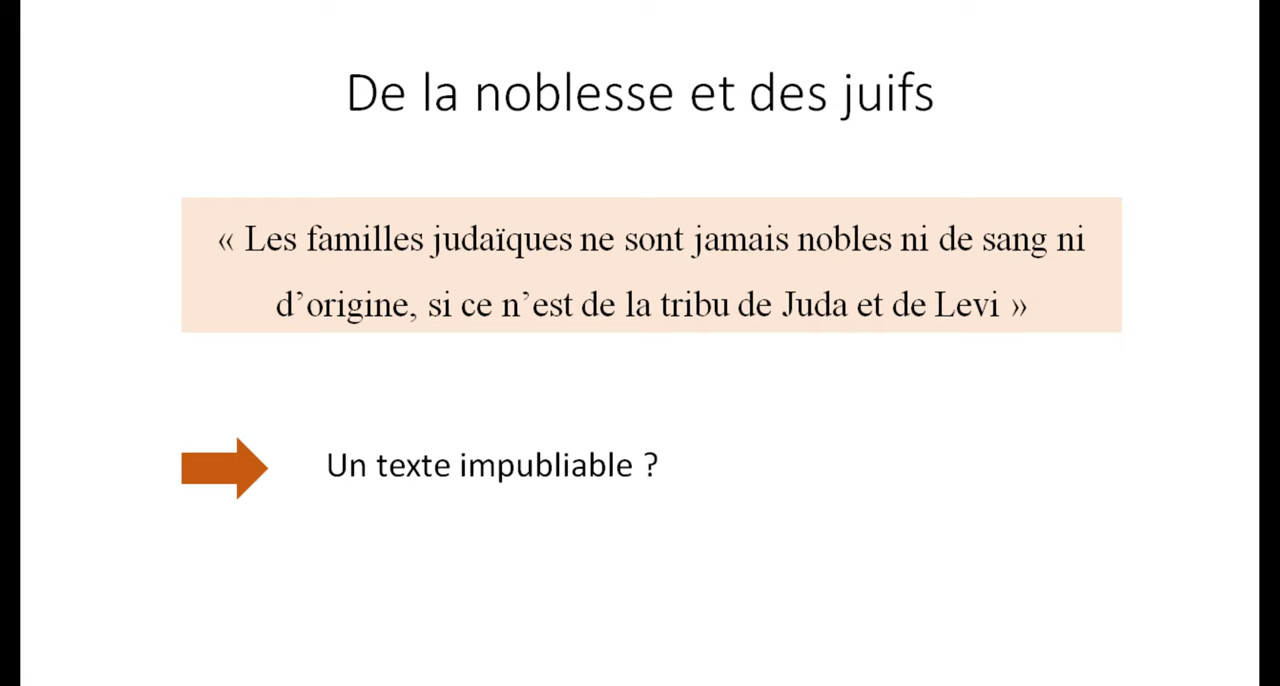 De la noblesse et des juifs
« Les familles judaïques ne sont jamais nobles ni de sang ni
d’origine, si ce n’est de la tribu de Juda et de Levi »
Un texte impubliable ?